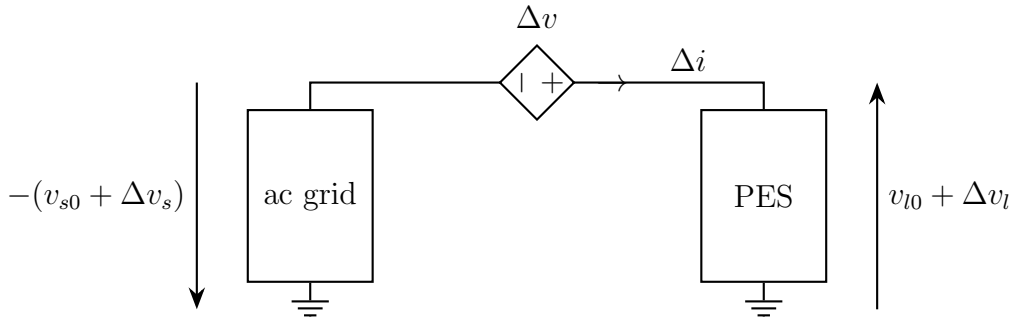 Δv
− +
Δi
−(v_{s0} + Δv_s)
ac grid
PES
v_{l0} + Δv_l